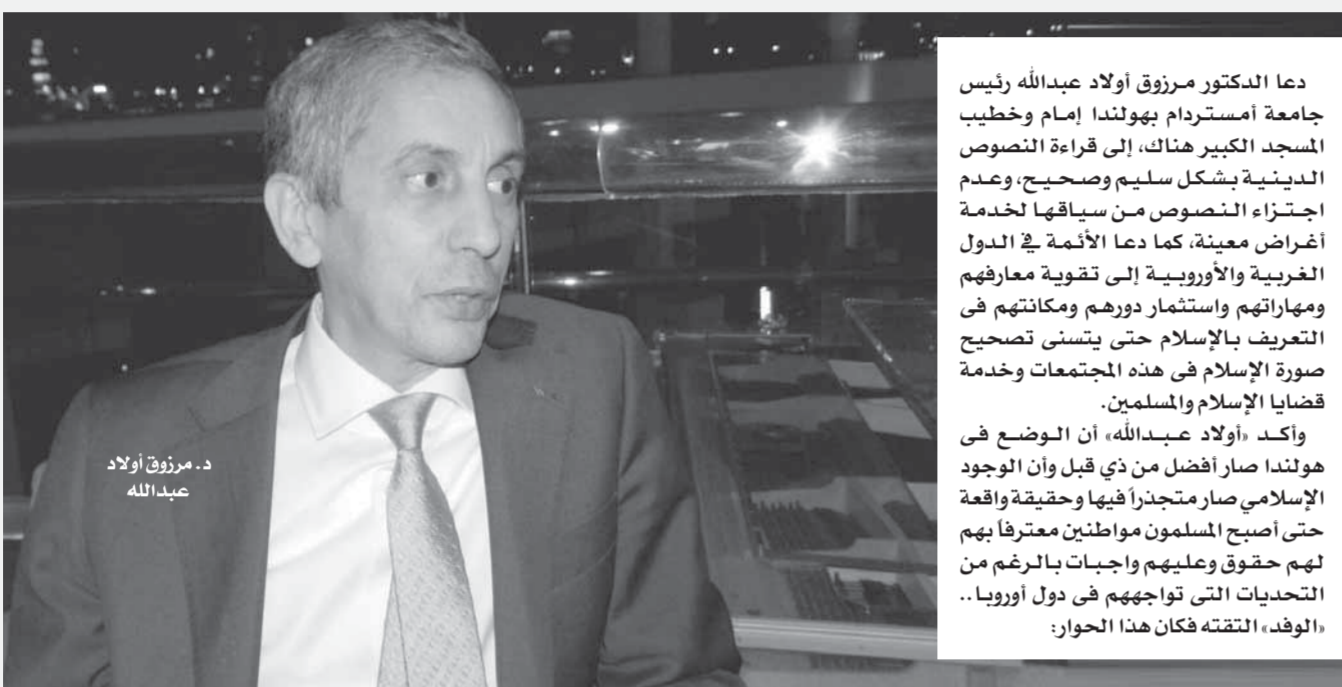 دعا الدكتور مرزوق أولاد عبدالله رئيس
جامعة أمستردام بهولندا إمام وخطيب
المسجد الكبير هناك، إلى قراءة النصوص
الدينية بشكل سليم وصحيح، وعدم
اجتزاء النصوص من سياقها لخدمة
أغراض معينة، كما دعا الأئمة في الدول
الغربية والأوروبية إلى تقوية معارفهم
ومهاراتهم واستثمار دورهم ومكانتهم فى
التعريف بالإسلام حتى يتسنى تصحيح
صورة الإسلام فى هذه المجتمعات وخدمة
قضايا الإسلام والمسلمين.
وأكد «أولاد عبدالله» أن الوضع فى
هولندا صار أفضل من ذي قبل وأن الوجود
الإسلامي صار متجذراً فيها وحقيقة واقعة
حتى أصبح المسلمون مواطنين معترفاً بهم
لهم حقوق وعليهم واجبات بالرغم من
التحديات التى تواجههم فى دول أوروبا..
«الوفد» التقته فكان هذا الحوار:
د. مرزوق أولاد
عبدالله